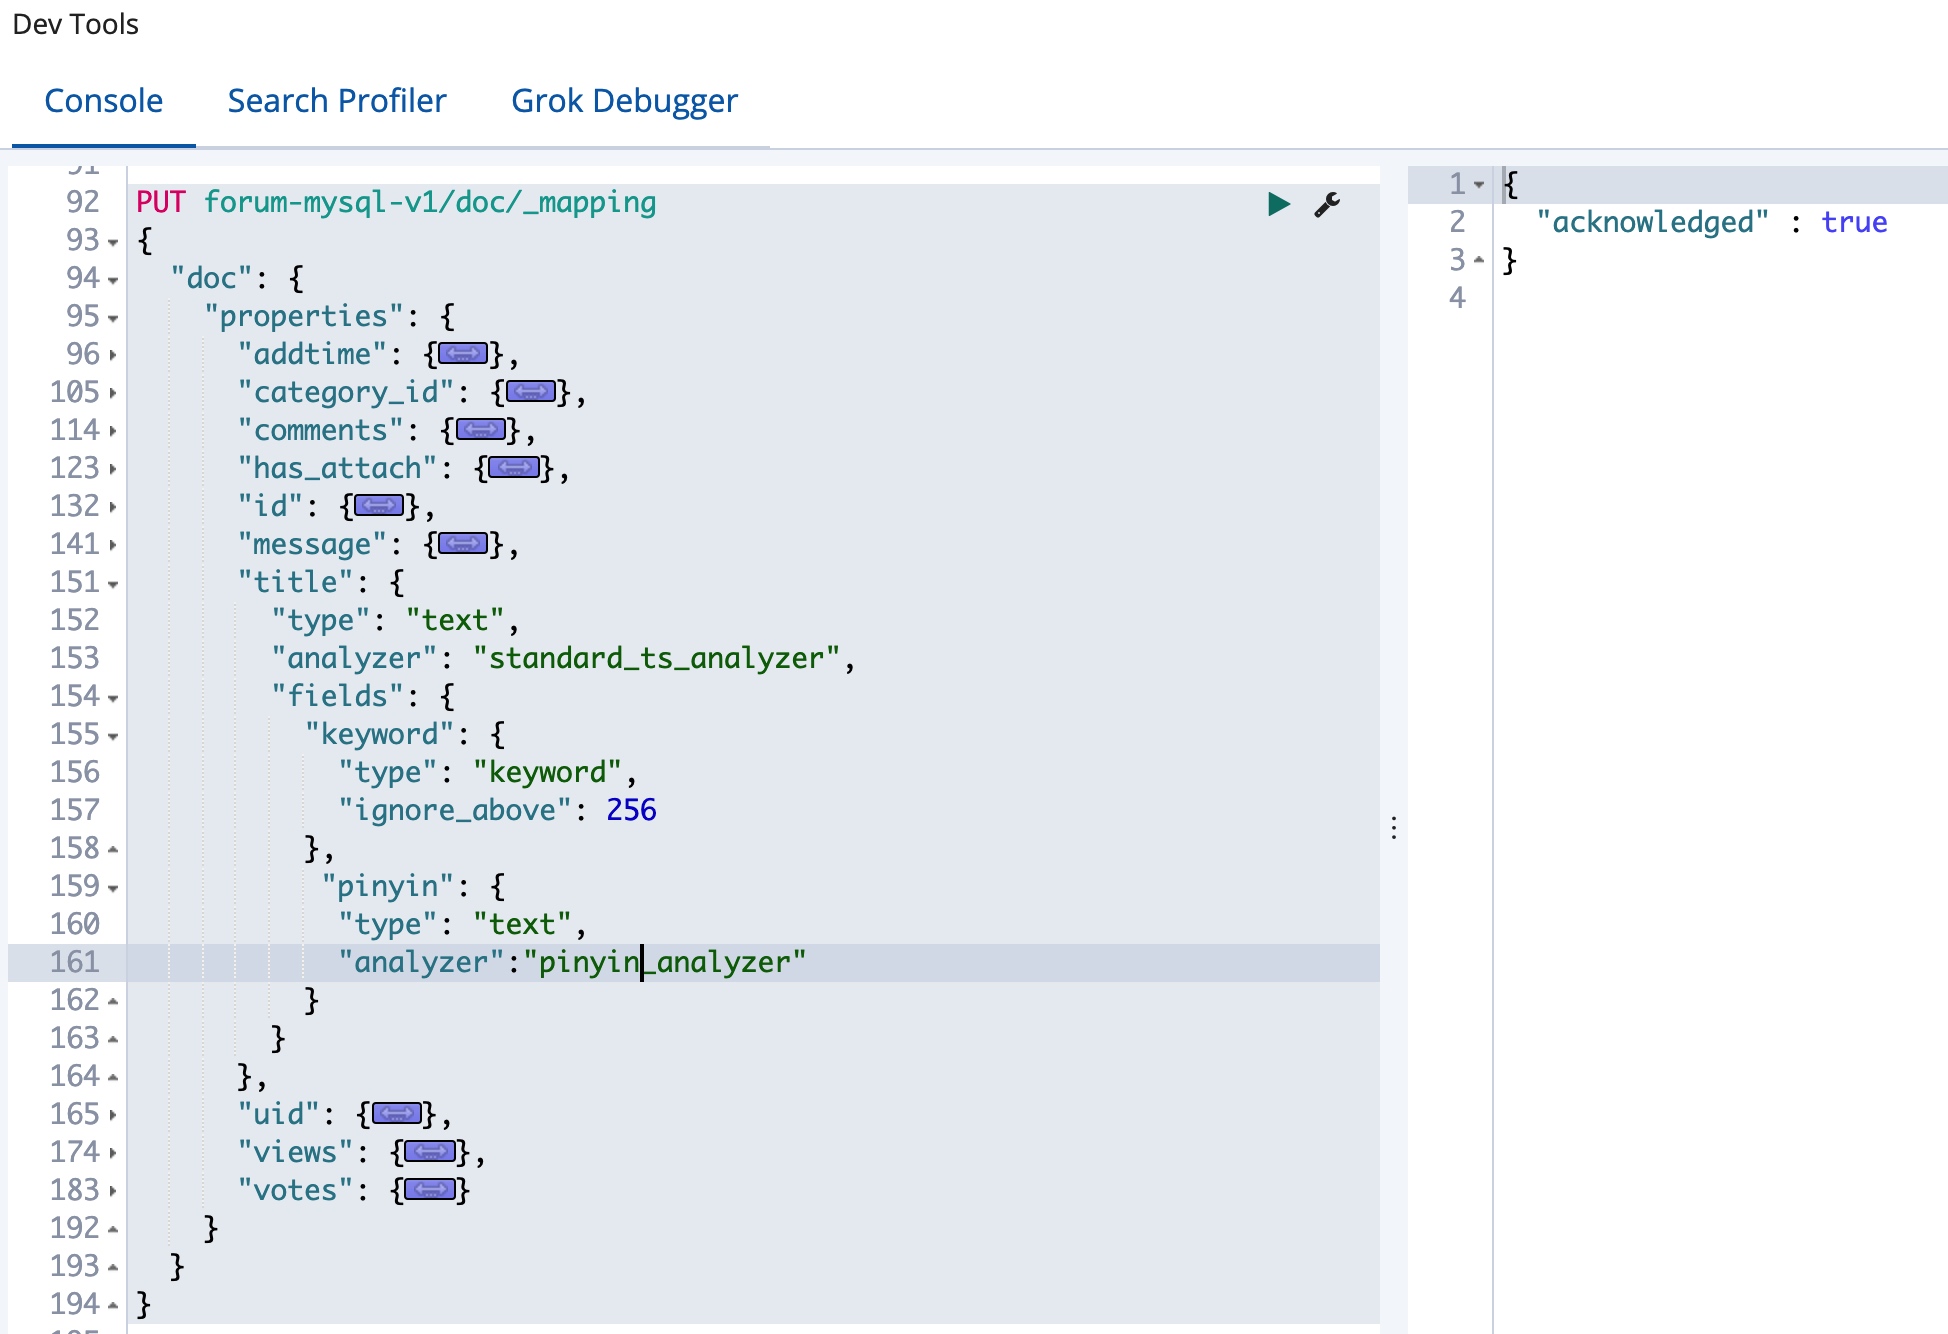 Dev Tools
Console Search Profiler Grok Debugger
92 PUT forum-mysql-v1/doc/_mapping
93 {
94 "doc": {
95 "properties": {
96 "addtime": {},
105 "category_id": {},
114 "comments": {},
123 "has_attach": {},
132 "id": {},
141 "message": {},
151 "title": {
152 "type": "text",
153 "analyzer": "standard_ts_analyzer",
154 "fields": {
155 "keyword": {
156 "type": "keyword",
157 "ignore_above": 256
158 },
159 "pinyin": {
160 "type": "text",
161 "analyzer":"pinyin_analyzer"
162 }
163 }
164 },
165 "uid": {},
174 "views": {},
183 "votes": {}
192 }
193 }
194 }
1 {
2 "acknowledged" : true
3 }
4